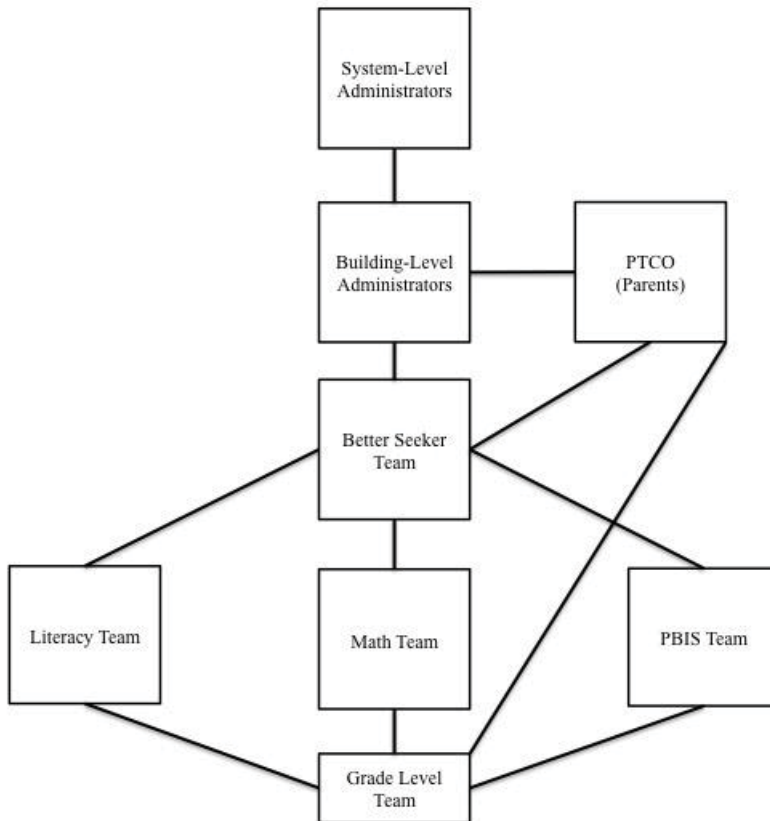 System-Level
Administrators
Building-Level
Administrators
PTCO
(Parents)
Better Seeker
Team
Literacy Team
Math Team
PBIS Team
Grade Level
Team